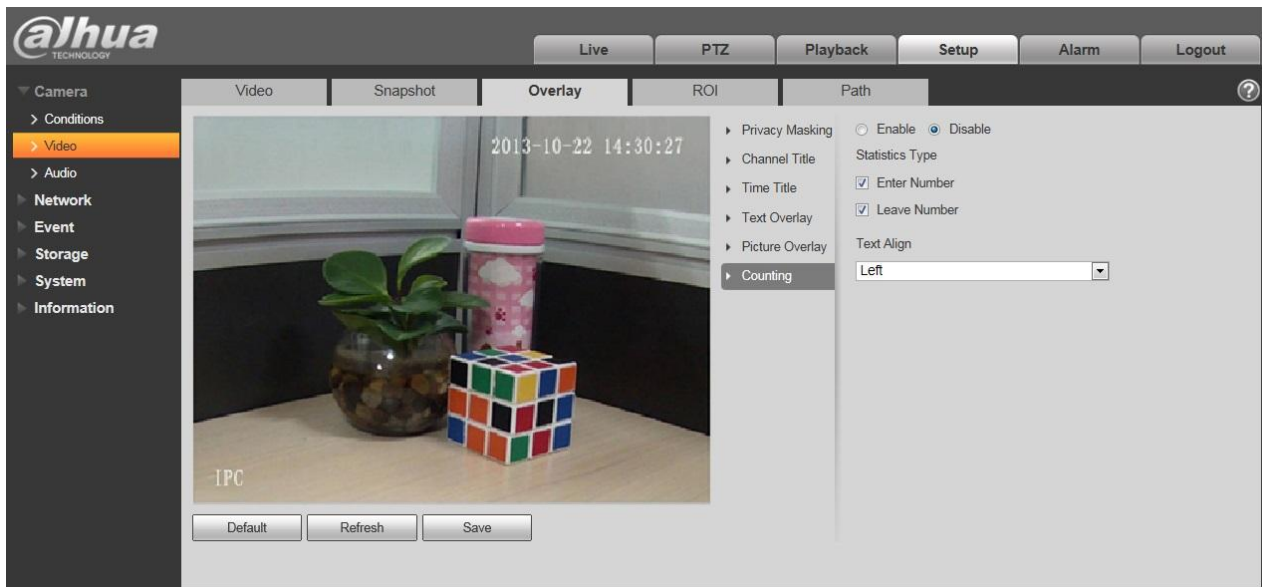 alhua
TECHNOLOGY
Live PTZ Playback Setup Alarm Logout
Camera
Conditions
Video
Audio
Network
Event
Storage
System
Information
Video Snapshot Overlay ROI Path
?
2013-10-22 14:30:27
IPC
Privacy Masking
Channel Title
Time Title
Text Overlay
Picture Overlay
Counting
Enable Disable
Statistics Type
Enter Number
Leave Number
Text Align
Left
Default Refresh Save